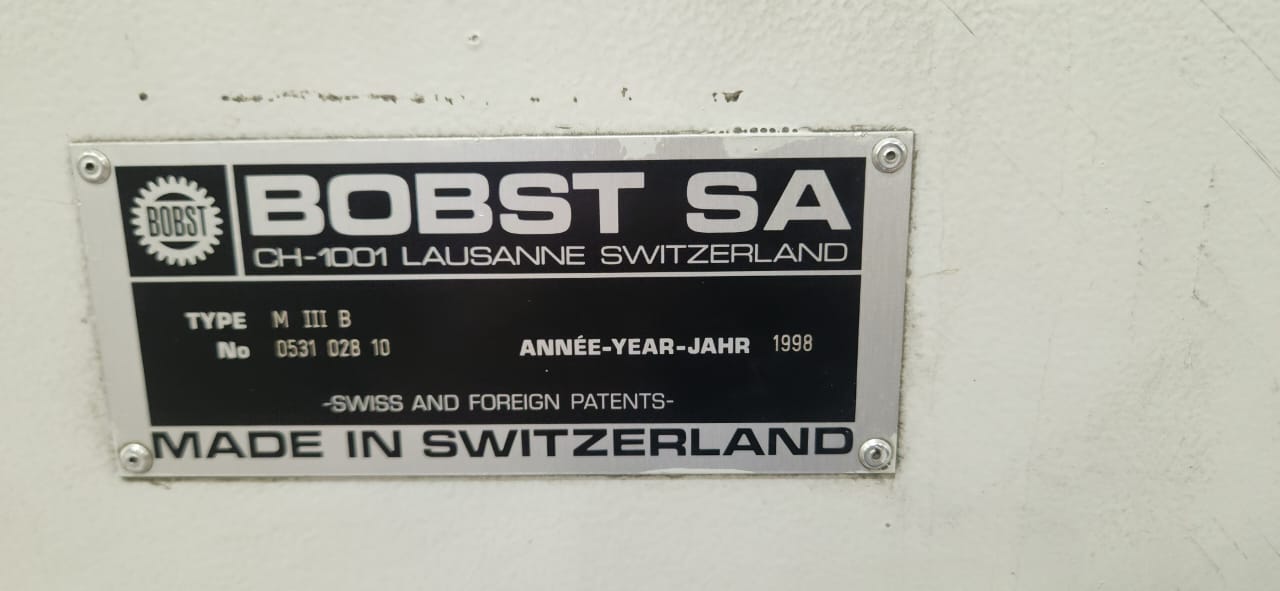 BOBST
BOBST SA
CH-1001 LAUSANNE SWITZERLAND
TYPE M III B
No 0531 028 10
ANNÉE-YEAR-JAHR 1998
-SWISS AND FOREIGN PATENTS-
MADE IN SWITZERLAND